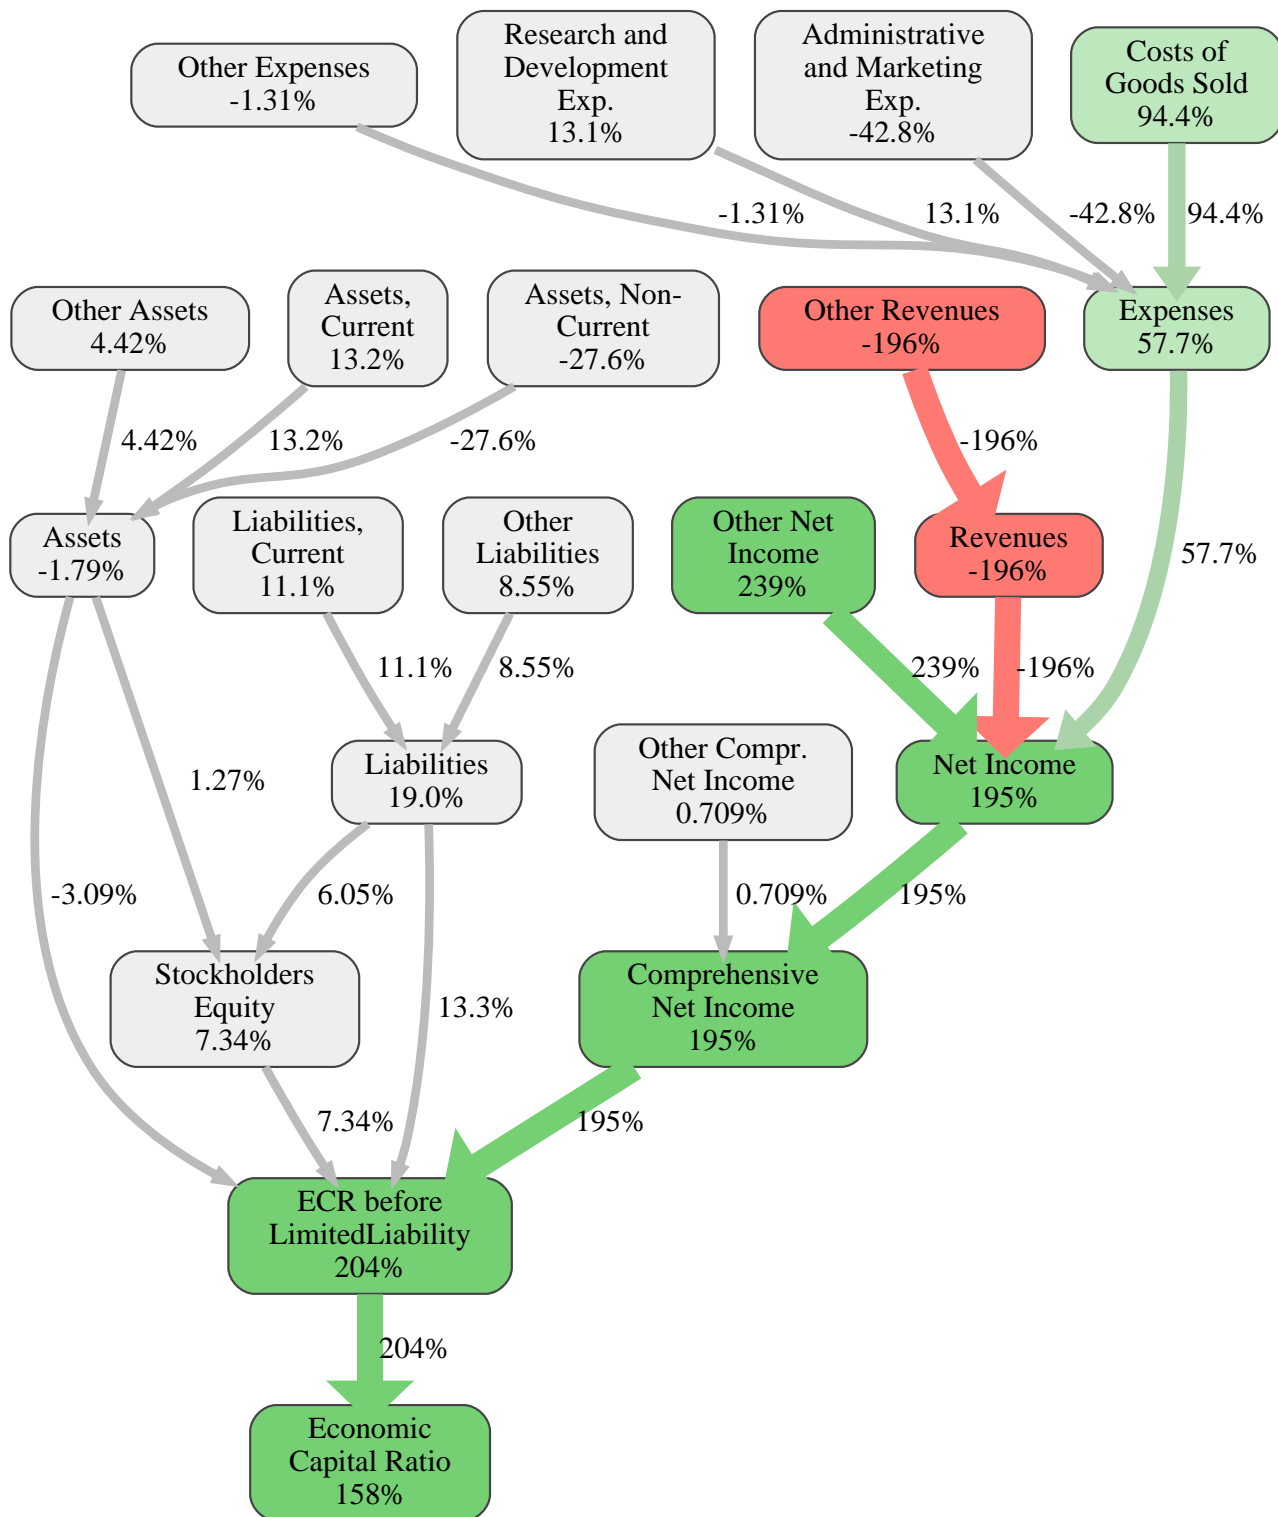 Other Expenses
-1.31%
Research and
Development
Exp.
13.1%
Administrative
and Marketing
Exp.
-42.8%
Costs of
Goods Sold
94.4%
-1.31%
13.1%
-42.8%
94.4%
Other Assets
4.42%
Assets,
Current
13.2%
Assets, Non-
Current
-27.6%
Other Revenues
-196%
Expenses
57.7%
4.42%
13.2%
-27.6%
-196%
57.7%
Assets
-1.79%
Liabilities,
Current
11.1%
Other
Liabilities
8.55%
Other Net
Income
239%
Revenues
-196%
11.1%
8.55%
239%
-196%
1.27%
Liabilities
19.0%
Other Compr.
Net Income
0.709%
Net Income
195%
-3.09%
6.05%
13.3%
0.709%
195%
Stockholders
Equity
7.34%
Comprehensive
Net Income
195%
7.34%
195%
ECR before
LimitedLiability
204%
204%
Economic
Capital Ratio
158%